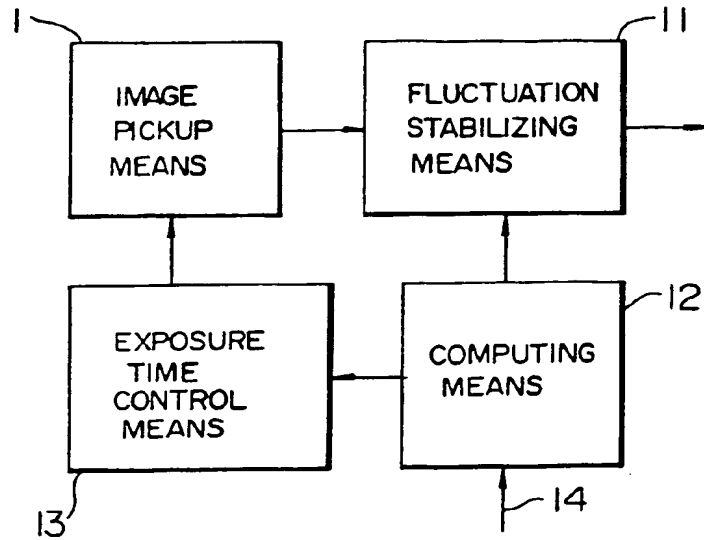 1
11
IMAGE
PICKUP
MEANS
FLUCTUATION
STABILIZING
MEANS
12
EXPOSURE
TIME
CONTROL
MEANS
COMPUTING
MEANS
13
14